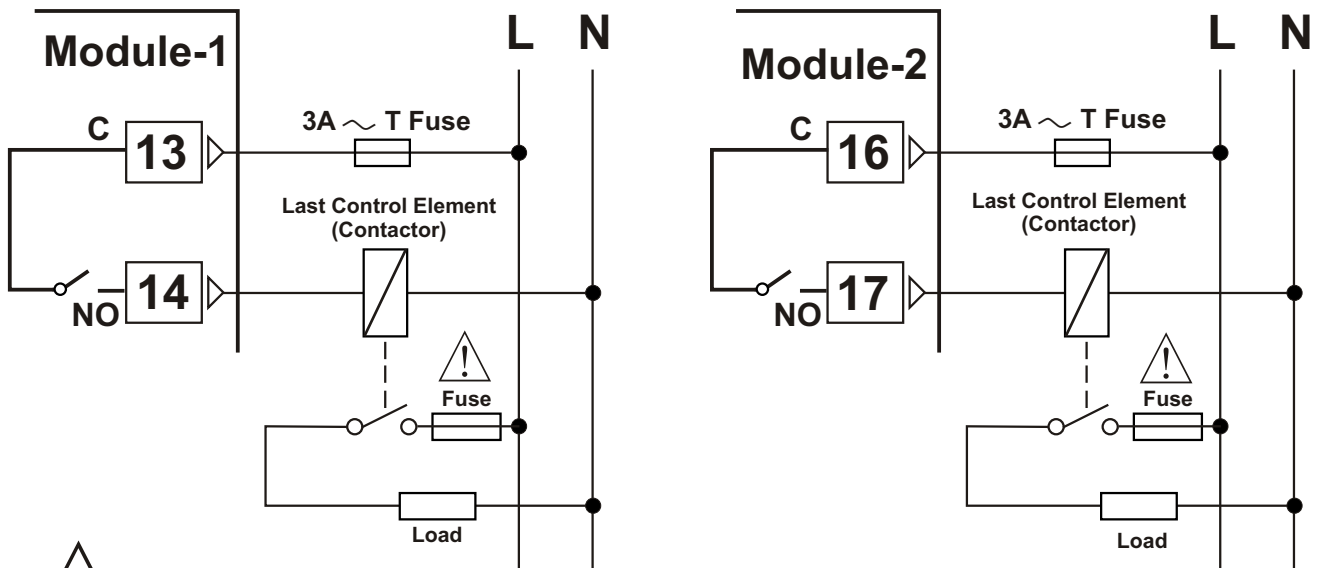 Module-1
L N
C
13
3A ~ T Fuse
Last Control Element
(Contactor)
NO
14
!
Fuse
Load
Module-2
L N
C
16
3A ~ T Fuse
Last Control Element
(Contactor)
NO
17
!
Fuse
Load